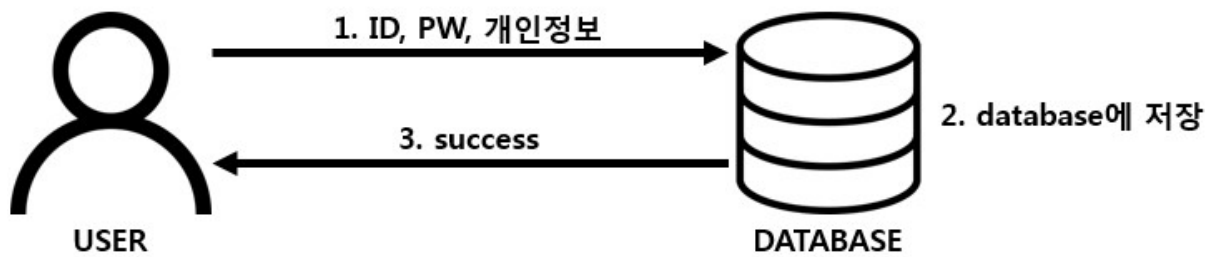 1. ID, PW, 개인정보
2. database에 저장
3. success
USER
DATABASE